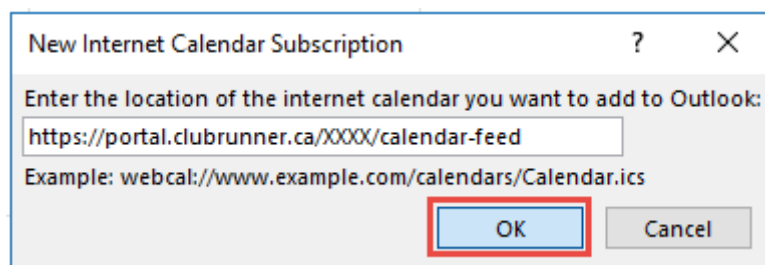 New Internet Calendar Subscription ? X
Enter the location of the internet calendar you want to add to Outlook:
https://portal.clubrunner.ca/XXXX/calendar-feed
Example: webcal://www.example.com/calendars/Calendar.ics
OK Cancel